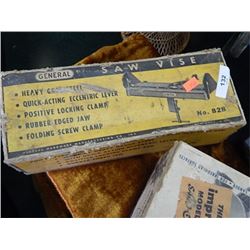 GENERAL
SAW VISE
• HEAVY
• QUICK-ACTING ECCENTRIC LEVER
• POSITIVE LOCKING CLAMP
• RUBBER EDGED JAW
• FOLDING SCREW CLAMP
No. 828
132